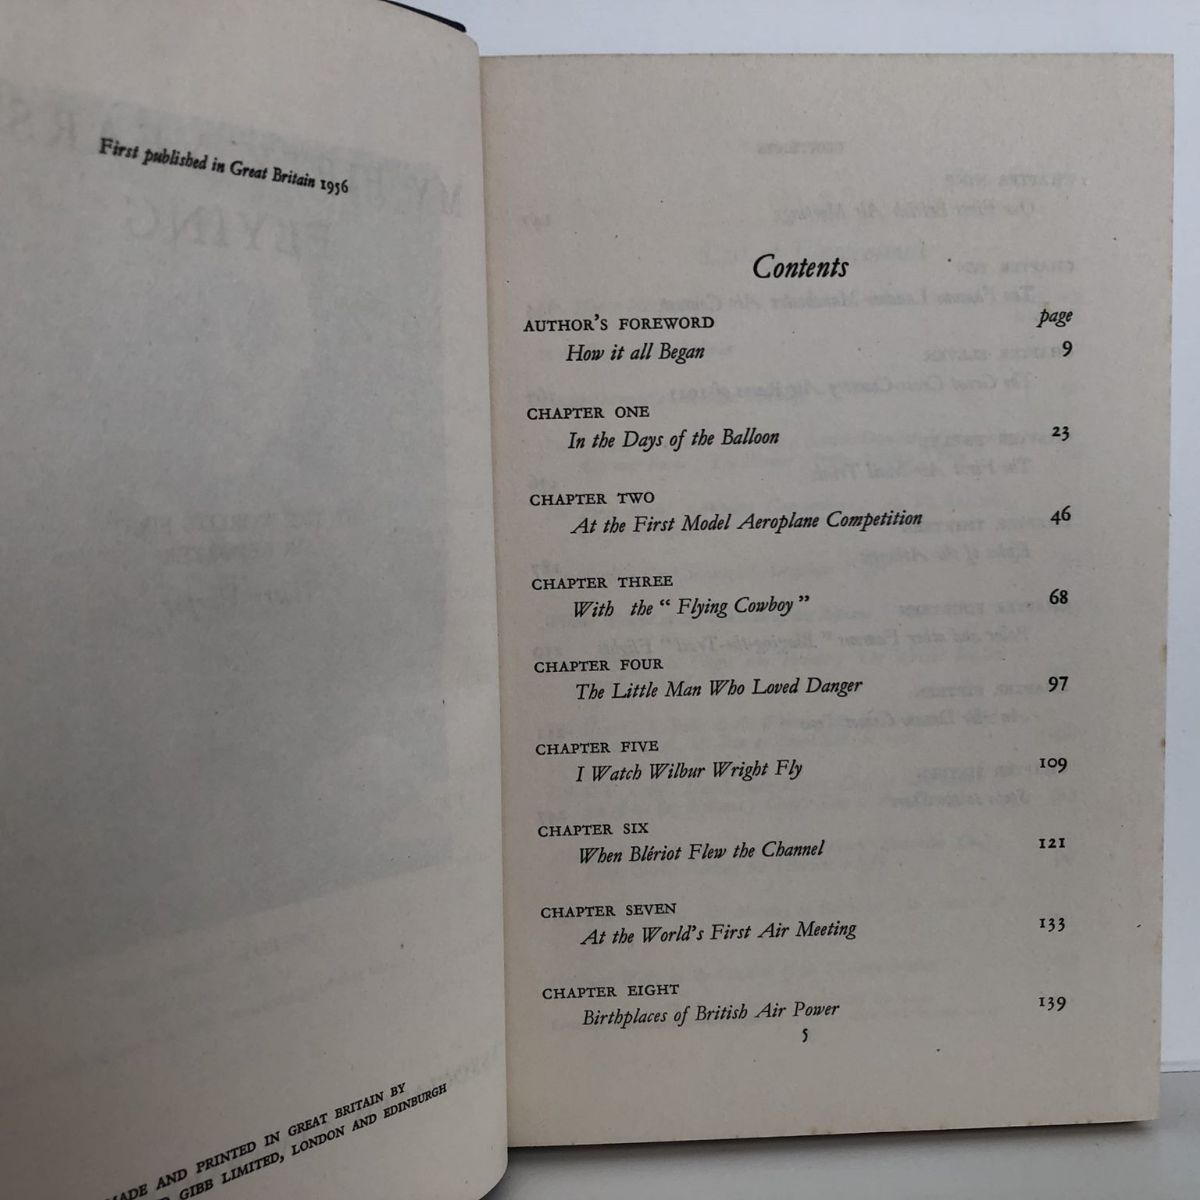 First published in Great Britain 1956
MADE AND PRINTED IN GREAT BRITAIN BY
GIBB LIMITED, LONDON AND EDINBURGH
Contents
AUTHOR'S FOREWORD page
How it all Began 9
CHAPTER ONE
In the Days of the Balloon 23
CHAPTER TWO
At the First Model Aeroplane Competition 46
CHAPTER THREE
With the “ Flying Cowboy ” 68
CHAPTER FOUR
The Little Man Who Loved Danger 97
CHAPTER FIVE
I Watch Wilbur Wright Fly 109
CHAPTER SIX
When Blériot Flew the Channel 121
CHAPTER SEVEN
At the World's First Air Meeting 133
CHAPTER EIGHT
Birthplaces of British Air Power 139
5